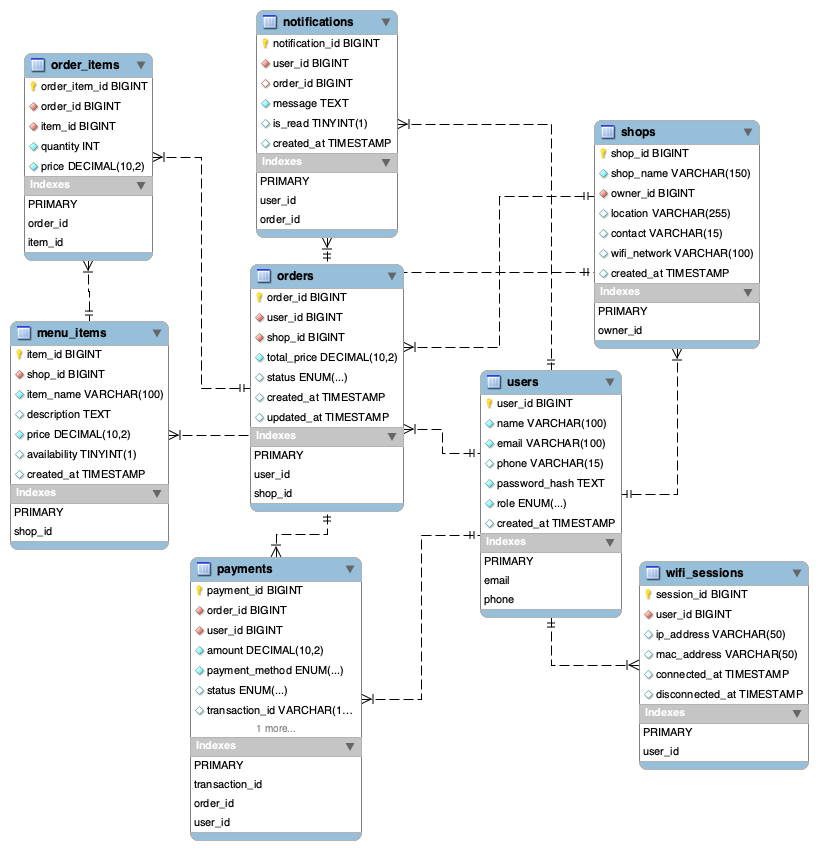 notifications
notification_id BIGINT
user_id BIGINT
order_id BIGINT
message TEXT
is_read TINYINT(1)
created_at TIMESTAMP
Indexes
PRIMARY
user_id
order_id
order_items
order_item_id BIGINT
order_id BIGINT
item_id BIGINT
quantity INT
price DECIMAL(10,2)
Indexes
PRIMARY
order_id
item_id
shops
shop_id BIGINT
shop_name VARCHAR(150)
owner_id BIGINT
location VARCHAR(255)
contact VARCHAR(15)
wifi_network VARCHAR(100)
created_at TIMESTAMP
Indexes
PRIMARY
owner_id
orders
order_id BIGINT
user_id BIGINT
shop_id BIGINT
total_price DECIMAL(10,2)
status ENUM(...)
created_at TIMESTAMP
updated_at TIMESTAMP
Indexes
PRIMARY
user_id
shop_id
menu_items
item_id BIGINT
shop_id BIGINT
item_name VARCHAR(100)
description TEXT
price DECIMAL(10,2)
availability TINYINT(1)
created_at TIMESTAMP
Indexes
PRIMARY
shop_id
users
user_id BIGINT
name VARCHAR(100)
email VARCHAR(100)
phone VARCHAR(15)
password_hash TEXT
role ENUM(...)
created_at TIMESTAMP
Indexes
PRIMARY
email
phone
payments
payment_id BIGINT
order_id BIGINT
user_id BIGINT
amount DECIMAL(10,2)
payment_method ENUM(...)
status ENUM(...)
transaction_id VARCHAR(1...
1 more...
Indexes
PRIMARY
transaction_id
order_id
user_id
wifi_sessions
session_id BIGINT
user_id BIGINT
ip_address VARCHAR(50)
mac_address VARCHAR(50)
connected_at TIMESTAMP
disconnected_at TIMESTAMP
Indexes
PRIMARY
user_id